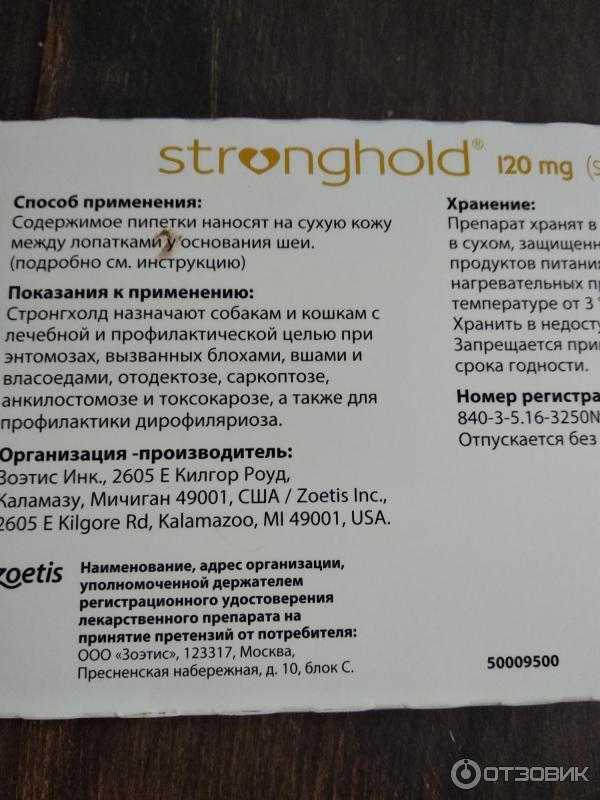 stronghold® 120 mg (s
Способ применения:
Содержимое пипетки наносят на сухую кожу
между лопатками у основания шеи.
(подробно см. инструкцию)
Показания к применению:
Стронгхолд назначают собакам и кошкам с
лечебной и профилактической целью при
энтомозах, вызванных блохами, вшами и
власоедами, отодектозе, саркоптозе,
анкилостомозе и токсокарозе, а также для
профилактики дирофиляриоза.
Организация -производитель:
Зоэтис Инк., 2605 Е Килгор Роуд,
Каламазу, Мичиган 49001, США / Zoetis Inc.,
2605 E Kilgore Rd, Kalamazoo, MI 49001, USA.
zoetis
Наименование, адрес организации,
уполномоченной держателем
регистрационного удостоверения
лекарственного препарата на
принятие претензий от потребителя:
ООО «Зоэтис», 123317, Москва,
Пресненская набережная, д. 10, блок С.
Хранение:
Препарат хранят в
в сухом, защищенн
продуктов питани
нагревательных п
температуре от 3
Хранить в недост
Запрещается при
срока годности.
Номер регистра
840-3-5.16-3250N
Отпускается без
50009500
ОТЗОВИК